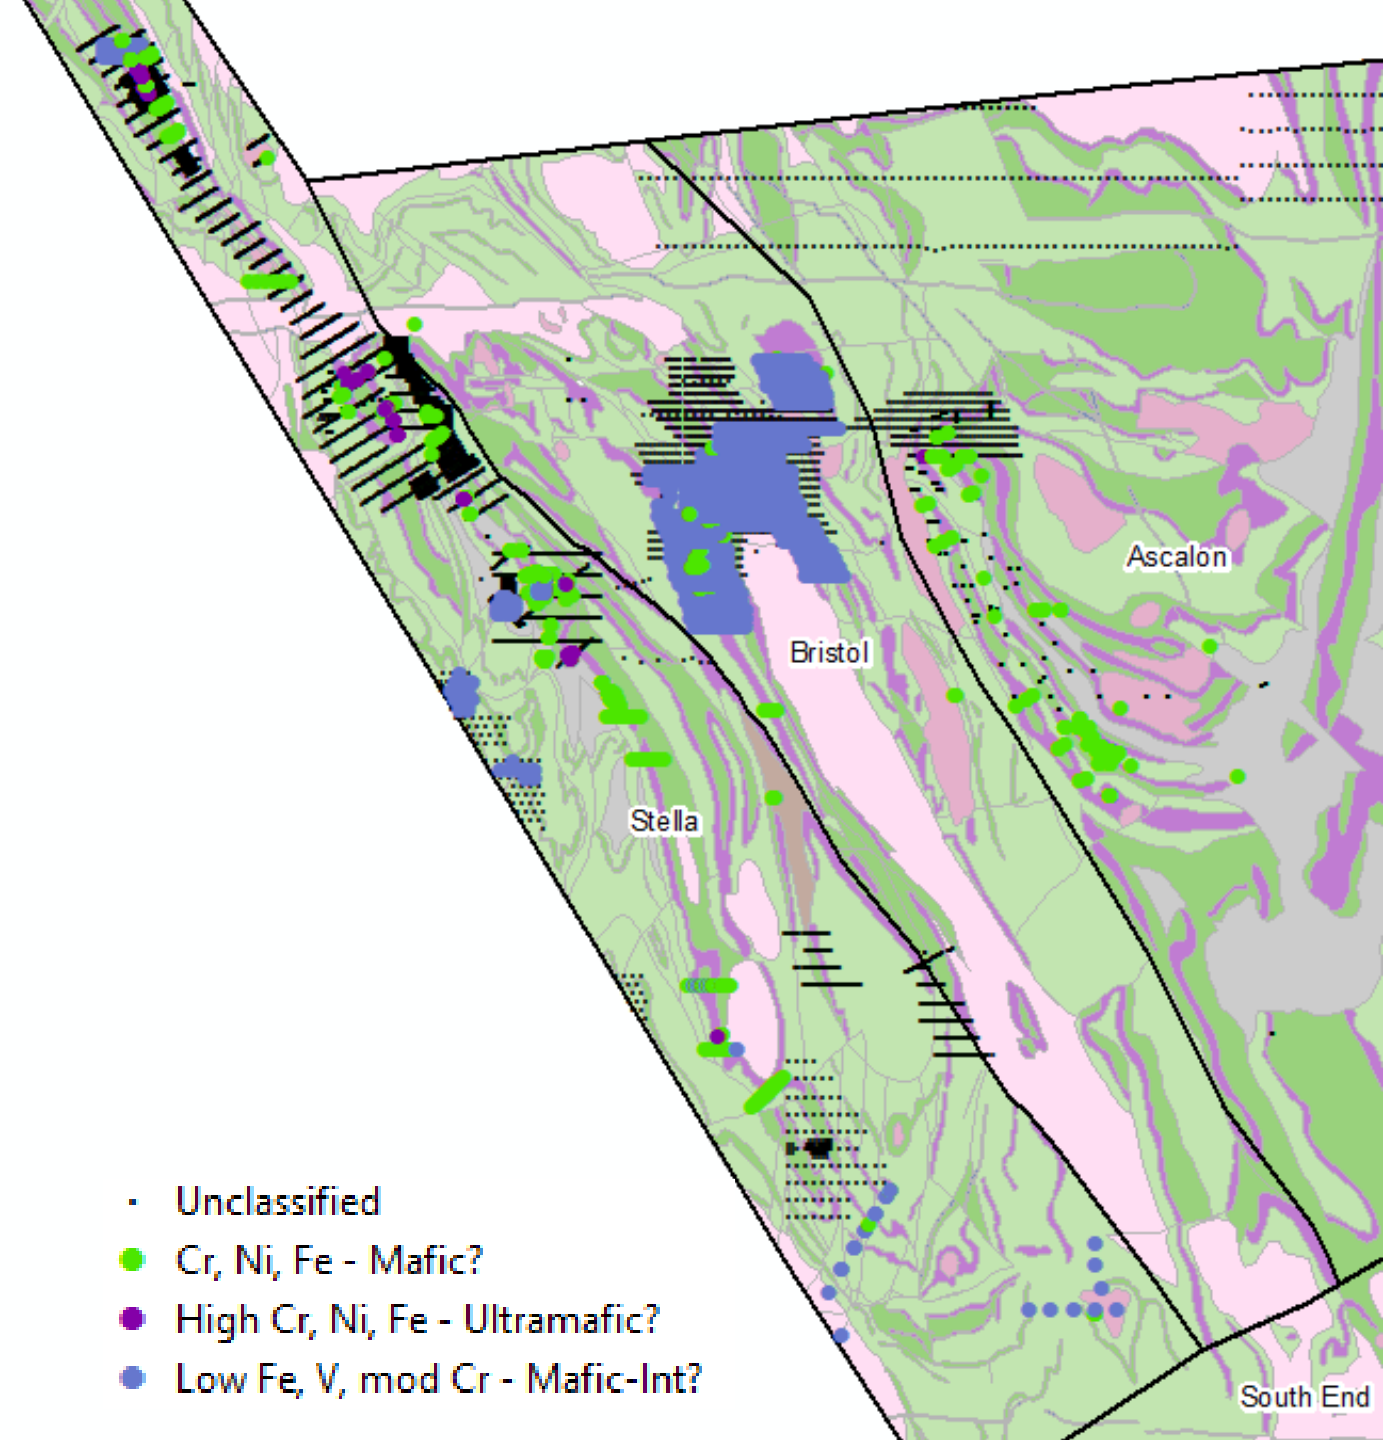 Ascalon
Bristol
Stella
Unclassified
Cr, Ni, Fe - Mafic?
High Cr, Ni, Fe - Ultramafic?
Low Fe, V, mod Cr - Mafic-Int?
South End